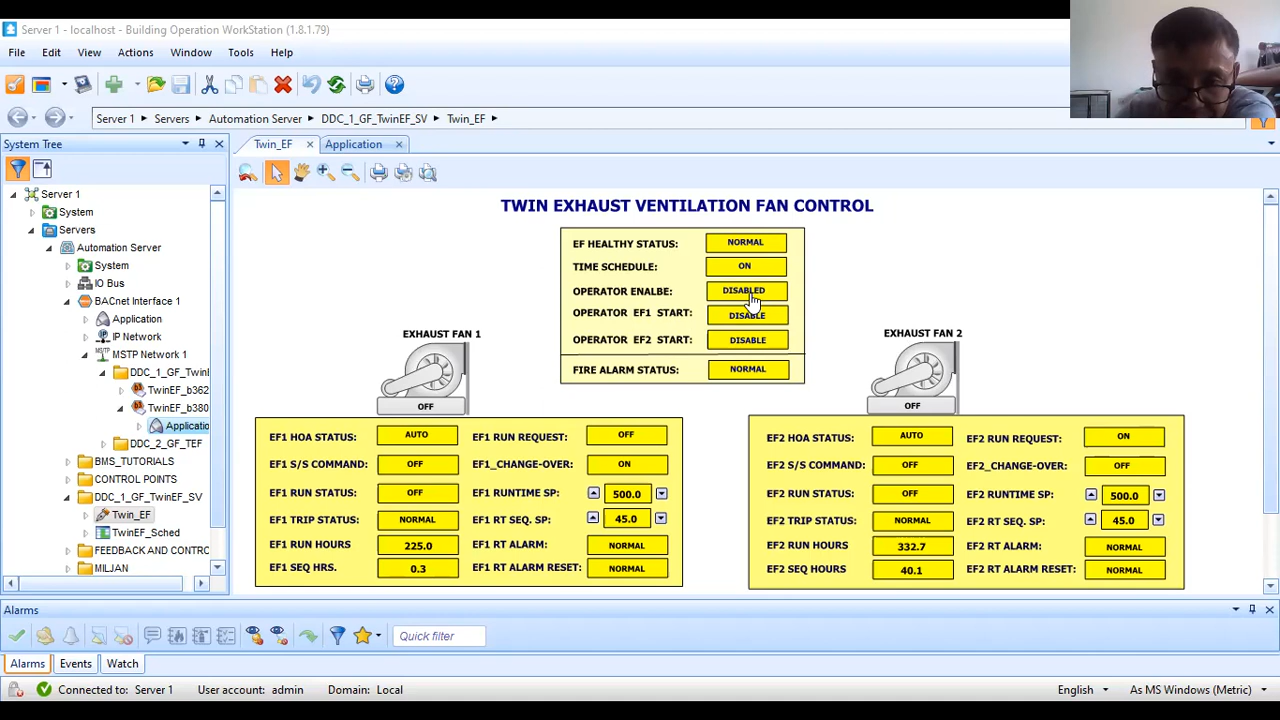 Server 1 - localhost - Building Operation WorkStation (1.8.1.79)
File Edit View Actions Window Tools Help
Server 1 Servers Automation Server DDC_1_GF_TwinEF_SV Twin_EF
System Tree
Twin_EF
Application
Server 1
System
Servers
Automation Server
System
IO Bus
BACnet Interface 1
Application
IP Network
MSTP Network 1
DDC_1_GF_TwinE
TwinEF_b362
TwinEF_b380
Applicatio
DDC_2_GF_TEF
BMS_TUTORIALS
CONTROL POINTS
DDC_1_GF_TwinEF_SV
Twin_EF
TwinEF_Sched
FEEDBACK AND CONTRO
MILJAN
TWIN EXHAUST VENTILATION FAN CONTROL
EF HEALTHY STATUS: NORMAL
TIME SCHEDULE: ON
OPERATOR ENALBE: DISABLED
OPERATOR EF1 START: DISABLE
OPERATOR EF2 START: DISABLE
FIRE ALARM STATUS: NORMAL
EXHAUST FAN 1
OFF
EXHAUST FAN 2
OFF
EF1 HOA STATUS: AUTO EF1 RUN REQUEST: OFF
EF1 S/S COMMAND: OFF EF1_CHANGE-OVER: ON
EF1 RUN STATUS: OFF EF1 RUNTIME SP: 500.0
EF1 TRIP STATUS: NORMAL EF1 RT SEQ. SP: 45.0
EF1 RUN HOURS 225.0 EF1 RT ALARM: NORMAL
EF1 SEQ HRS. 0.3 EF1 RT ALARM RESET: NORMAL
EF2 HOA STATUS: AUTO EF2 RUN REQUEST: ON
EF2 S/S COMMAND: OFF EF2_CHANGE-OVER: OFF
EF2 RUN STATUS: OFF EF2 RUNTIME SP: 500.0
EF2 TRIP STATUS: NORMAL EF2 RT SEQ. SP: 45.0
EF2 RUN HOURS 332.7 EF2 RT ALARM: NORMAL
EF2 SEQ HOURS 40.1 EF2 RT ALARM RESET: NORMAL
Alarms
Quick filter
Alarms Events Watch
Connected to: Server 1 User account: admin Domain: Local English As MS Windows (Metric)